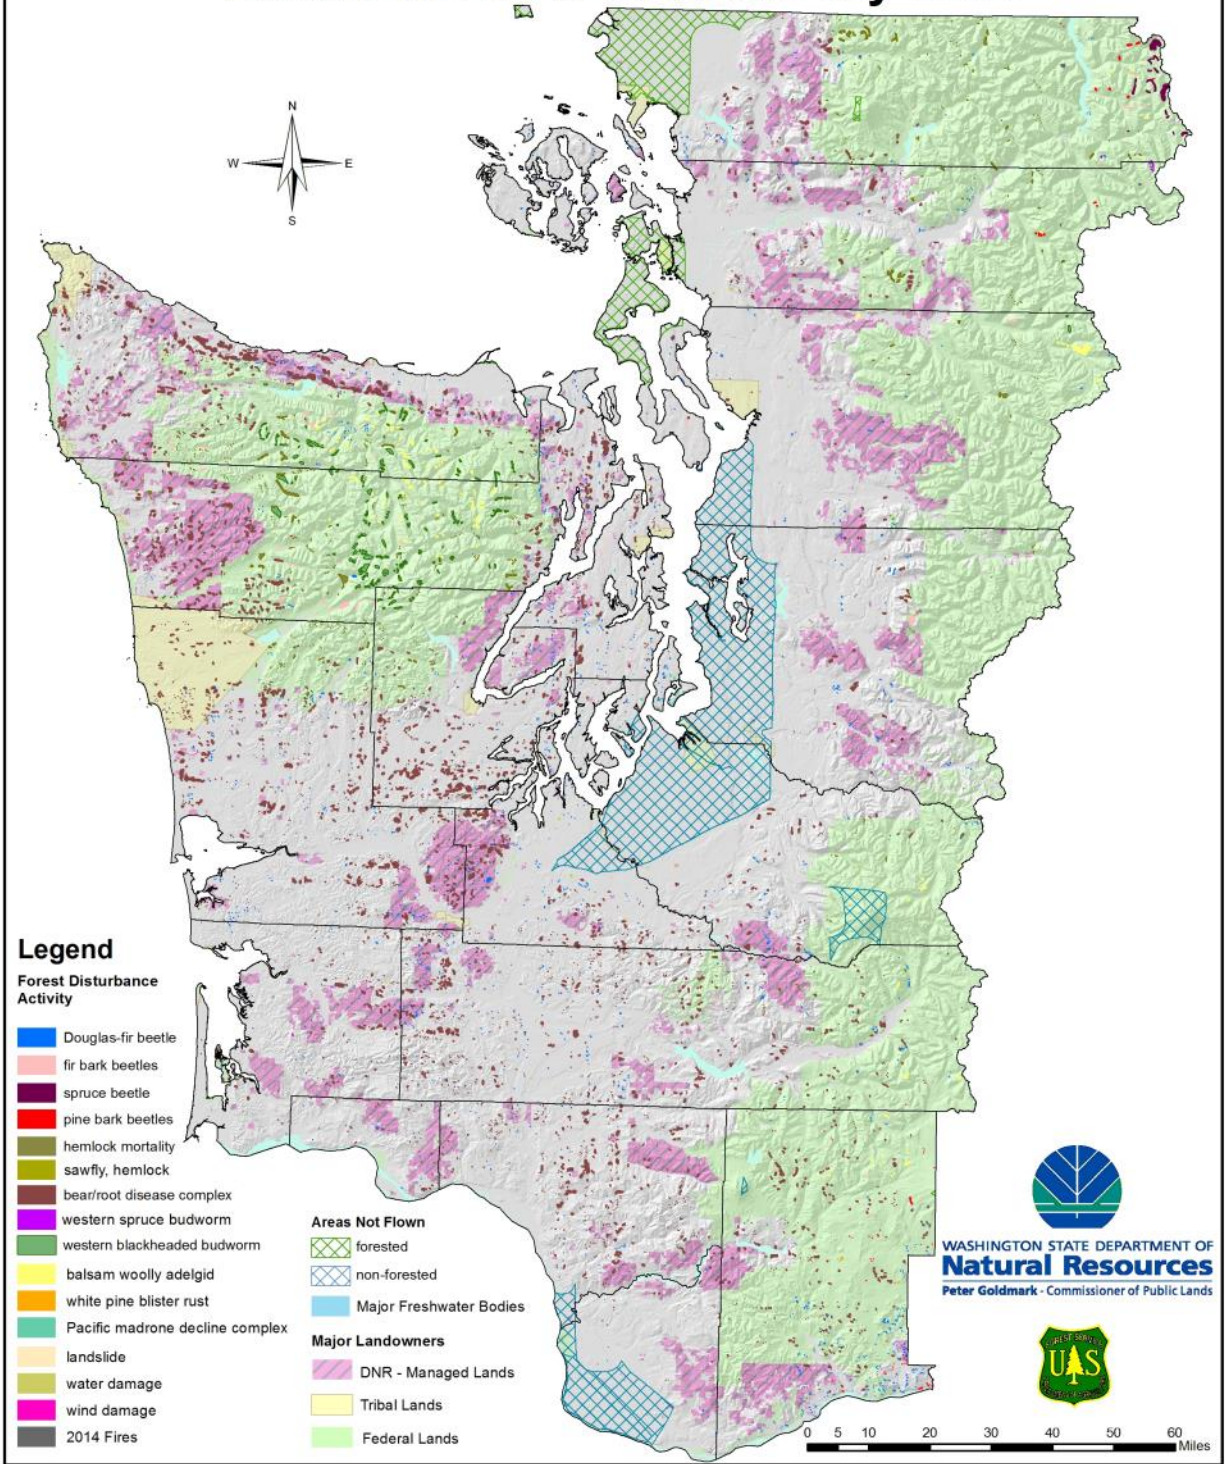 N
W E
S
Legend
Forest Disturbance
Activity
Douglas-fir beetle
fir bark beetles
spruce beetle
pine bark beetles
hemlock mortality
sawfly, hemlock
bear/root disease complex
western spruce budworm
western blackheaded budworm
balsam woolly adelgid
white pine blister rust
Pacific madrone decline complex
landslide
water damage
wind damage
2014 Fires
Areas Not Flown
forested
non-forested
Major Freshwater Bodies
Major Landowners
DNR - Managed Lands
Tribal Lands
Federal Lands
WASHINGTON STATE DEPARTMENT OF
Natural Resources
Peter Goldmark - Commissioner of Public Lands
FOREST SERVICE
U S
0 5 10 20 30 40 50 60
Miles